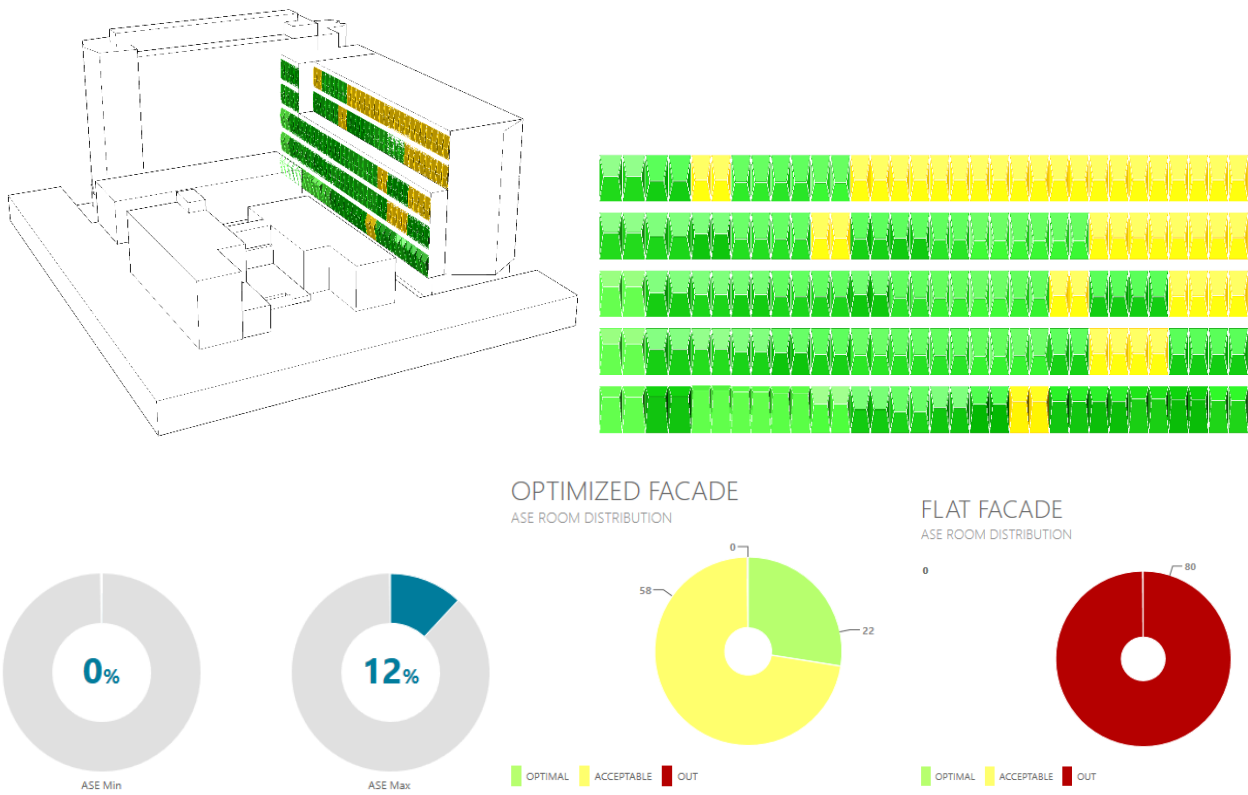 OPTIMIZED FACADE
ASE ROOM DISTRIBUTION
FLAT FACADE
ASE ROOM DISTRIBUTION
0
58
22
0
80
0%
12%
ASE Min
ASE Max
OPTIMAL ACCEPTABLE OUT
OPTIMAL ACCEPTABLE OUT